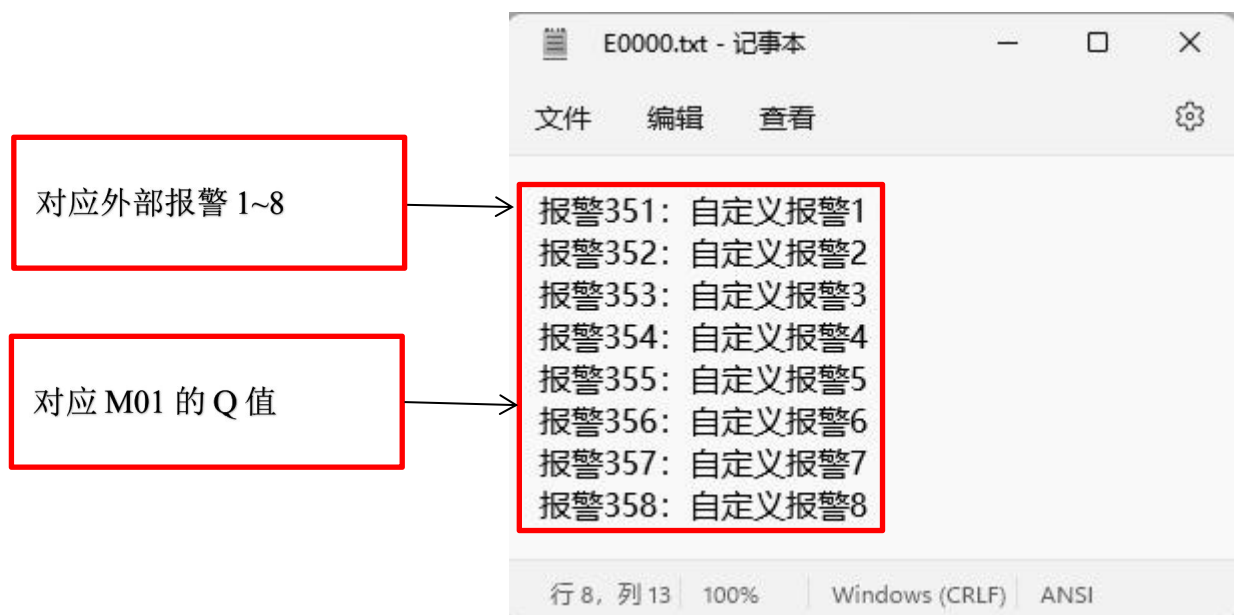 E0000.txt - 记事本
文件 编辑 查看
对应外部报警 1~8
对应 M01 的 Q 值
报警351：自定义报警1
报警352：自定义报警2
报警353：自定义报警3
报警354：自定义报警4
报警355：自定义报警5
报警356：自定义报警6
报警357：自定义报警7
报警358：自定义报警8
行 8，列 13 100% Windows (CRLF) ANSI